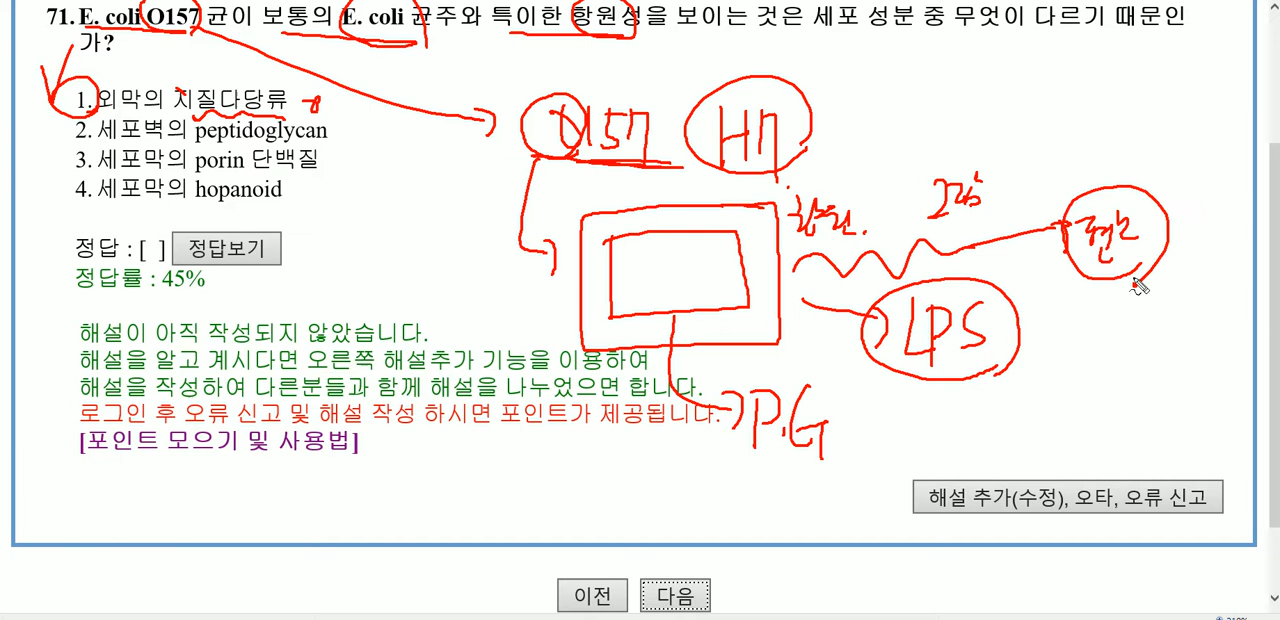 71. E. coli O157 균이 보통의 E. coli 균주와 특이한 항원성을 보이는 것은 세포 성분 중 무엇이 다르기 때문인
가?
1. 외막의 지질다당류
2. 세포벽의 peptidoglycan
3. 세포막의 porin 단백질
4. 세포막의 hopanoid
O157 H7
항원.
LPS
P.G
정답 : [ ] 정답보기
정답률 : 45%
해설이 아직 작성되지 않았습니다.
해설을 알고 계시다면 오른쪽 해설추가 기능을 이용하여
해설을 작성하여 다른분들과 함께 해설을 나누었으면 합니다.
로그인 후 오류 신고 및 해설 작성 하시면 포인트가 제공됩니다.
[포인트 모으기 및 사용법]
해설 추가(수정), 오타, 오류 신고
이전 다음